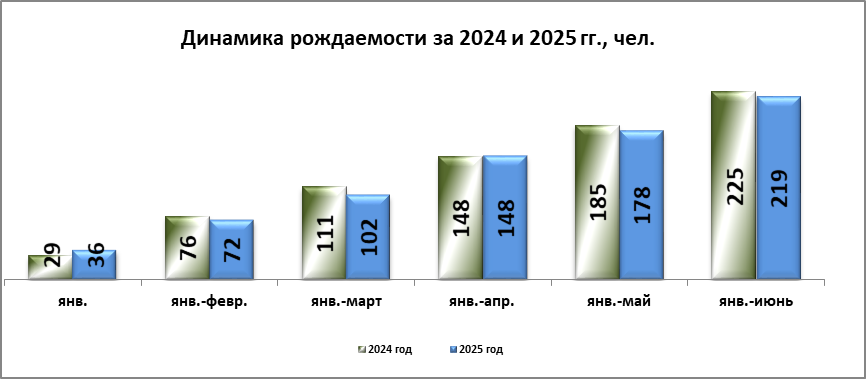 Динамика рождаемости за 2024 и 2025 гг., чел.
29 36 76 72 111 102 148 148 185 178 225 219
янв. янв.-февр. янв.-март янв.-апр. янв.-май янв.-июнь
2024 год 2025 год